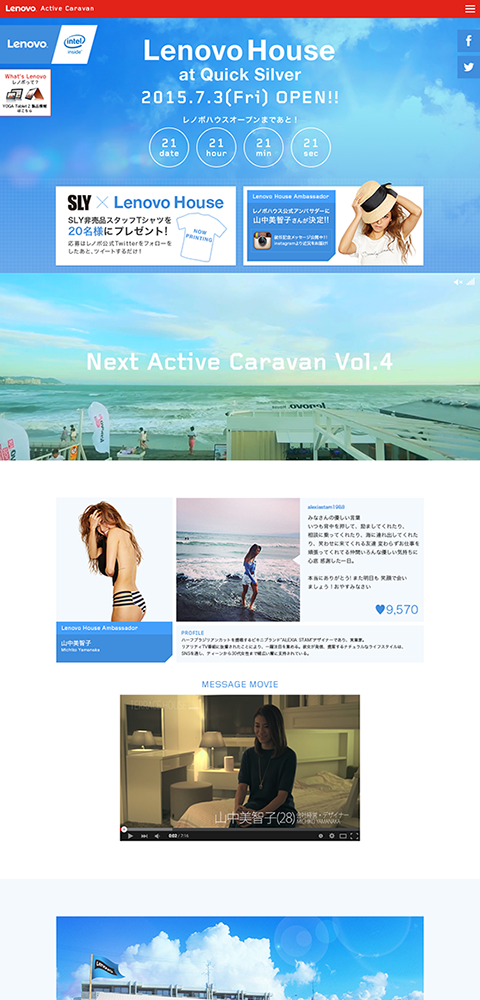 Lenovo. Active Caravan
Lenovo.
intel
inside
Lenovo House
at Quick Silver
2015.7.3(Fri) OPEN!!
What's Lenovo
レノボって?
YOGA Tablet 2 製品情報
はこちら
レノボハウスオープンまであと!
21 21 21 21
date hour min sec
SLY × Lenovo House
SLY非売品スタッフTシャツを
20名様にプレゼント!
応募はレノボ公式Twitterをフォローを
したあと、ツイートするだけ!
NOW
PRINTING
Lenovo House Ambassador
レノボハウス公式アンバサダーに
山中美智子さんが決定!!
Next Active Caravan Vol.4
alexiastam1968
みなさんの優しい言葉
いつも背中を押して、励ましてくれたり、
相談に乗ってくれたり、海に連れ出してくれた
り、笑わせに来てくれる友達 変わらずお仕事を
頑張ってくれてる仲間いろんな優しい気持ちに
心底 感謝した一日。
本当にありがとう! また明日も 笑顔で会い
ましょう!おやすみなさい
9,570
Lenovo House Ambassador
山中美智子
Michiko Yamanaka
PROFILE
MESSAGE MOVIE
山中美智子(28) 会社経営・デザイナー
MICHIKO YAMANAKA
0:02 / 7:16